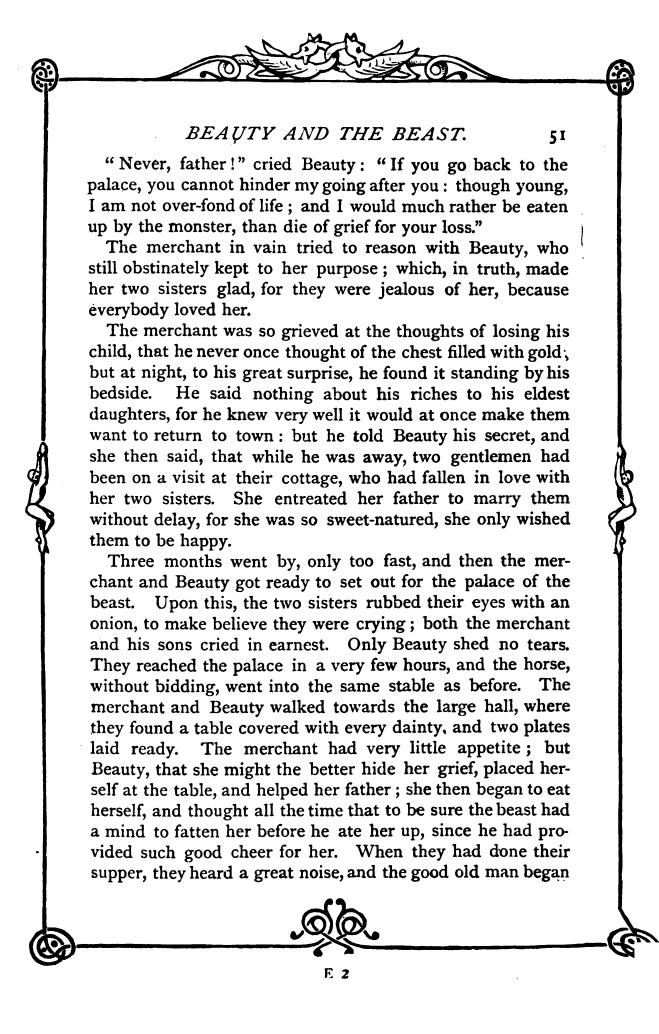 BEAUTY AND THE BEAST. 51
“ Never, father !” cried Beauty : “ If you go back to the
palace, you cannot hinder my going after you : though young,
I am not over-fond of life ; and I would much rather be eaten
up by the monster, than die of grief for your loss.”
The merchant in vain tried to reason with Beauty, who
still obstinately kept to her purpose ; which, in truth, made
her two sisters glad, for they were jealous of her, because
everybody loved her.
The merchant was so grieved at the thoughts of losing his
child, that he never once thought of the chest filled with gold ;
but at night, to his great surprise, he found it standing by his
bedside. He said nothing about his riches to his eldest
daughters, for he knew very well it would at once make them
want to return to town : but he told Beauty his secret, and
she then said, that while he was away, two gentlemen had
been on a visit at their cottage, who had fallen in love with
her two sisters. She entreated her father to marry them
without delay, for she was so sweet-natured, she only wished
them to be happy.
Three months went by, only too fast, and then the mer-
chant and Beauty got ready to set out for the palace of the
beast. Upon this, the two sisters rubbed their eyes with an
onion, to make believe they were crying ; both the merchant
and his sons cried in earnest. Only Beauty shed no tears.
They reached the palace in a very few hours, and the horse,
without bidding, went into the same stable as before. The
merchant and Beauty walked towards the large hall, where
they found a table covered with every dainty, and two plates
laid ready. The merchant had very little appetite ; but
Beauty, that she might the better hide her grief, placed her-
self at the table, and helped her father ; she then began to eat
herself, and thought all the time that to be sure the beast had
a mind to fatten her before he ate her up, since he had pro-
vided such good cheer for her. When they had done their
supper, they heard a great noise, and the good old man began
E 2